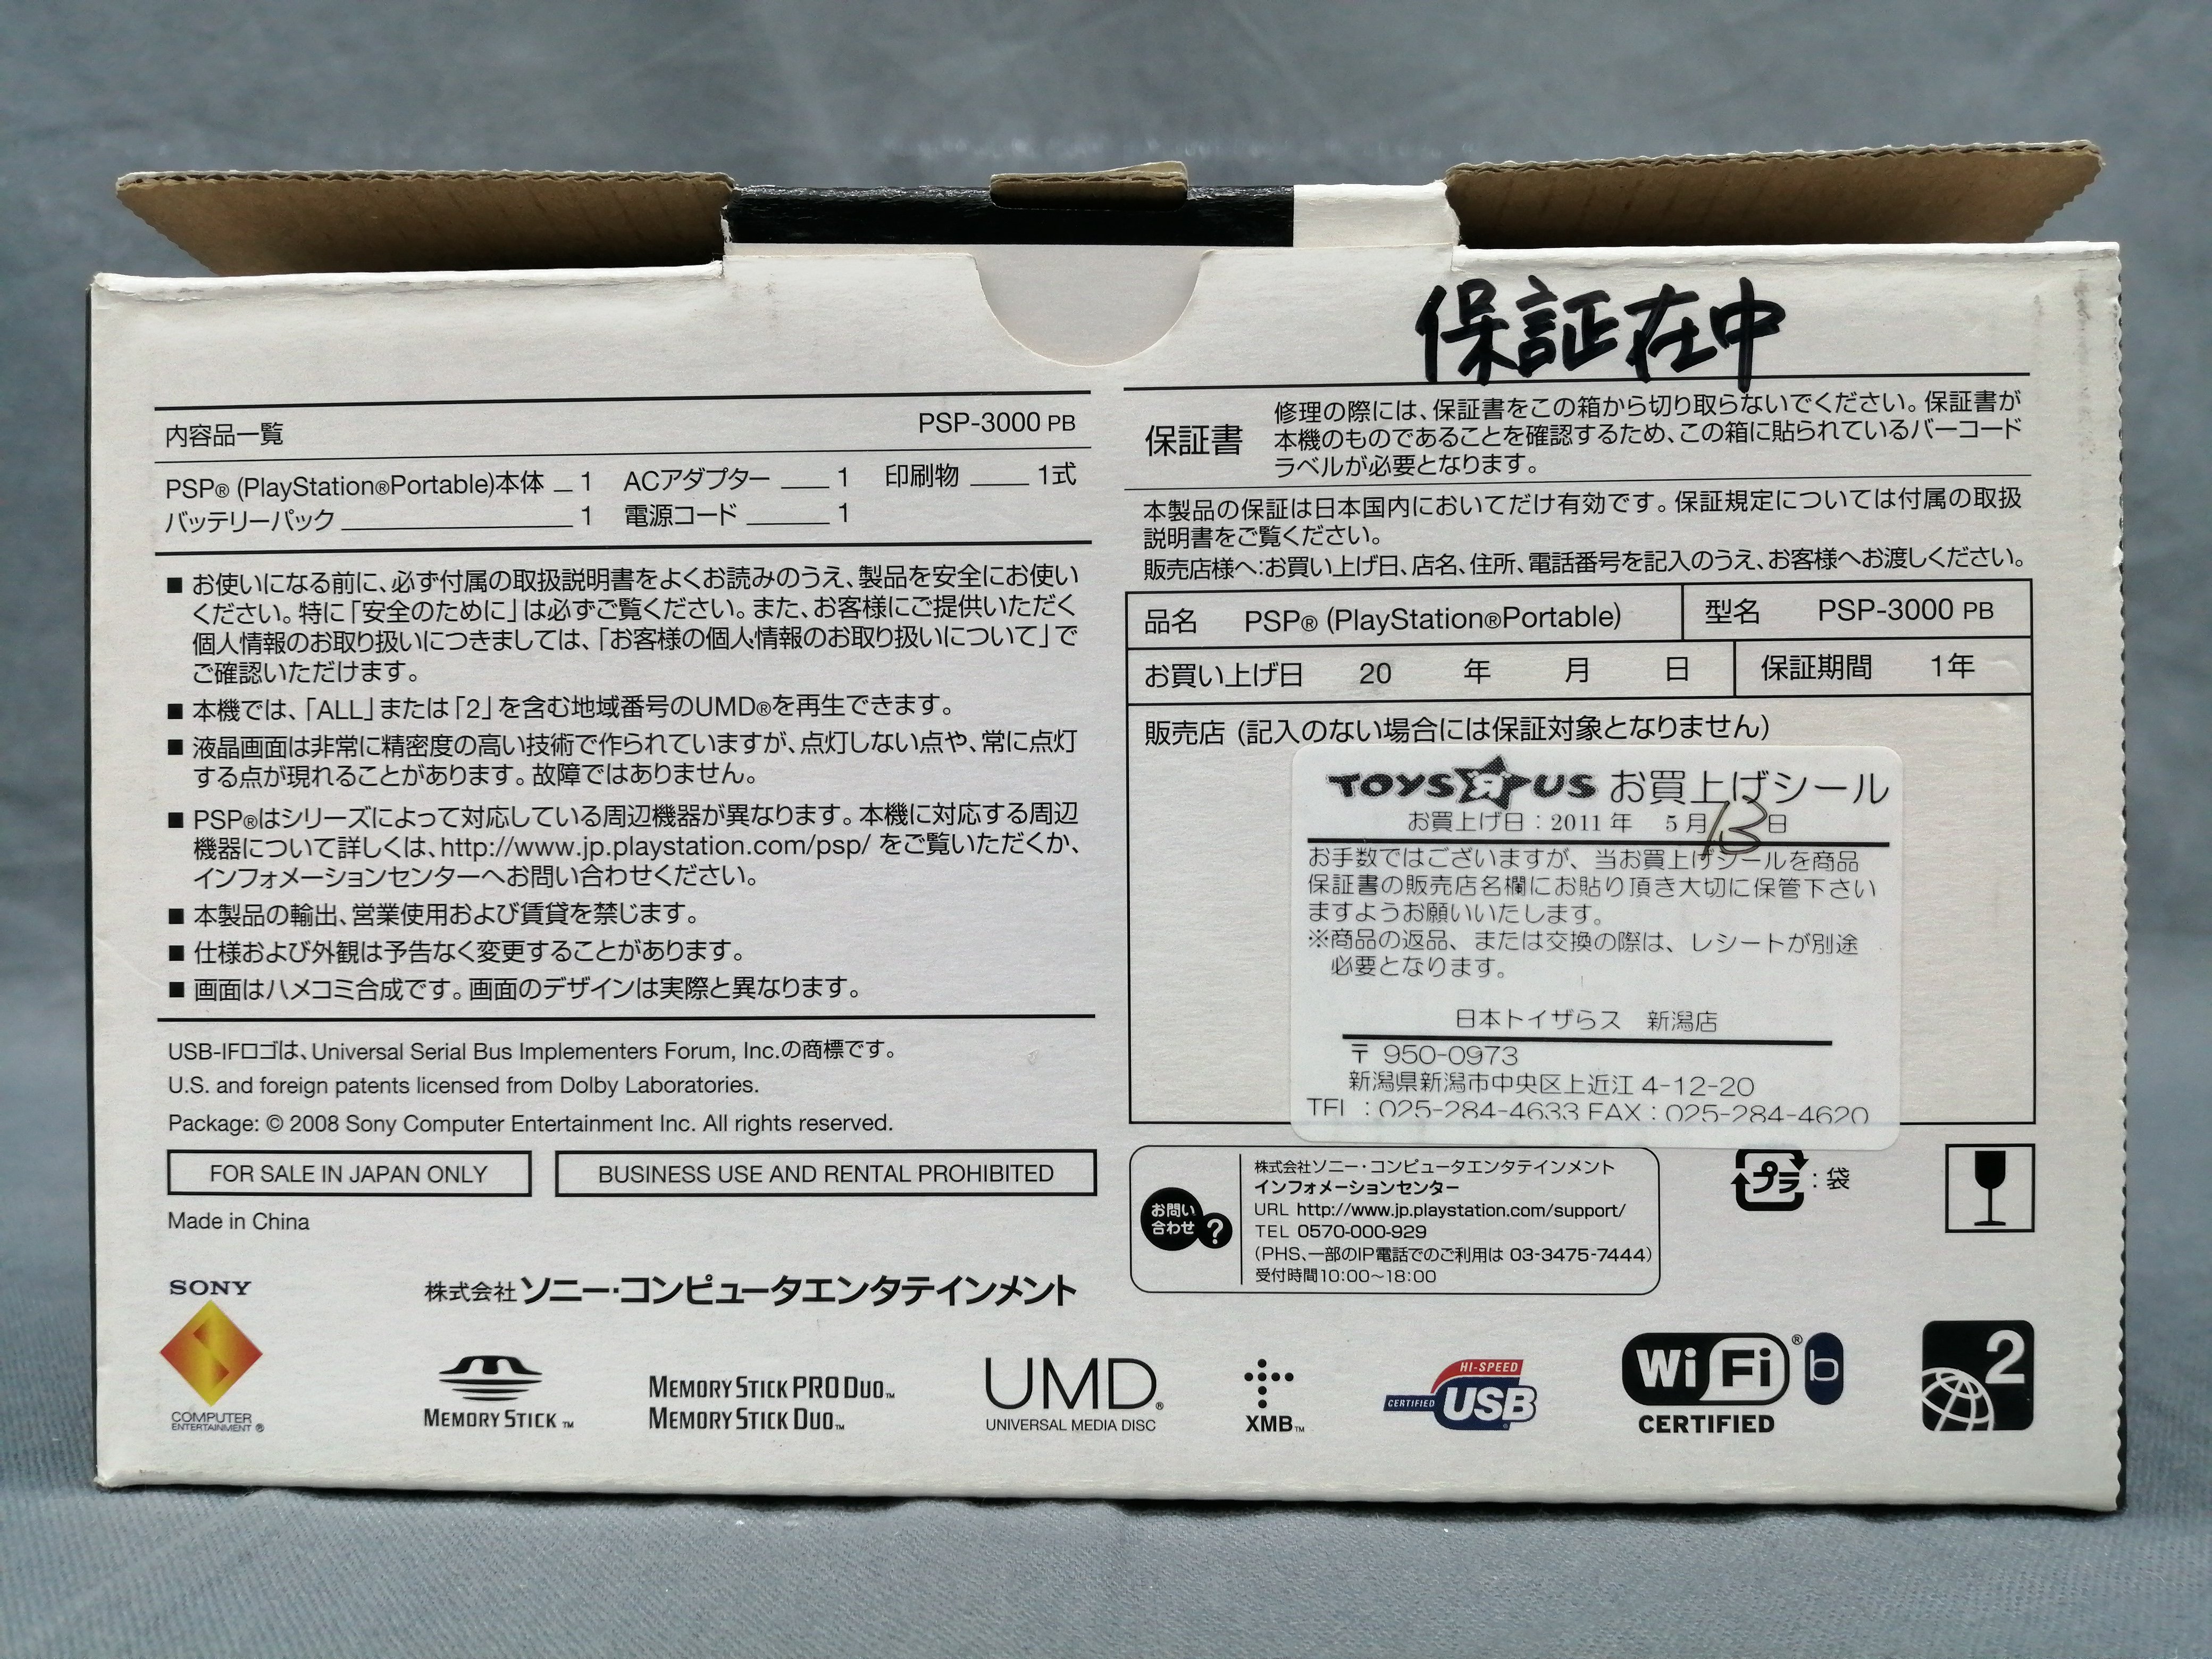 保証在中
内容品一覧 PSP-3000 PB
PSP® (PlayStation®Portable)本体 1 ACアダプター 1 印刷物 1式
バッテリーパック 1 電源コード 1
■ お使いになる前に、必ず付属の取扱説明書をよくお読みのうえ、製品を安全にお使い
ください。特に「安全のために」は必ずご覧ください。また、お客様にご提供いただく
個人情報のお取り扱いにつきましては、「お客様の個人情報のお取り扱いについて」で
ご確認いただけます。
■ 本機では、「ALL」または「2」を含む地域番号のUMD®を再生できます。
■ 液晶画面は非常に精密度の高い技術で作られていますが、点灯しない点や、常に点灯
する点が現れることがあります。故障ではありません。
■ PSP®はシリーズによって対応している周辺機器が異なります。本機に対応する周辺
機器について詳しくは、http://www.jp.playstation.com/psp/ をご覧いただくか、
インフォメーションセンターへお問い合わせください。
■ 本製品の輸出、営業使用および賃貸を禁じます。
■ 仕様および外観は予告なく変更することがあります。
■ 画面はハメコミ合成です。画面のデザインは実際と異なります。
USB-IFロゴは、Universal Serial Bus Implementers Forum, Inc.の商標です。
U.S. and foreign patents licensed from Dolby Laboratories.
Package: © 2008 Sony Computer Entertainment Inc. All rights reserved.
FOR SALE IN JAPAN ONLY
BUSINESS USE AND RENTAL PROHIBITED
Made in China
保証書
修理の際には、保証書をこの箱から切り取らないでください。保証書が
本機のものであることを確認するため、この箱に貼られているバーコード
ラベルが必要となります。
本製品の保証は日本国内においてだけ有効です。保証規定については付属の取扱
説明書をご覧ください。
販売店様へ:お買い上げ日、店名、住所、電話番号を記入のうえ、お客様へお渡しください。
品名 PSP® (PlayStation®Portable) 型名 PSP-3000 PB
お買い上げ日 20 年 月 日 保証期間 1年
販売店 (記入のない場合には保証対象となりません)
TOYS R US お買上げシール
お買上げ日：2011 年 5 月 13 日
お手数ではございますが、当お買上げシールを商品
保証書の販売店名欄にお貼り頂き大切に保管下さい
ますようお願いいたします。
※商品の返品、または交換の際は、レシートが別途
必要となります。
日本トイザらス 新潟店
〒 950-0973
新潟県新潟市中央区上近江 4-12-20
TEL : 025-284-4633 FAX : 025-284-4620
お問い
合わせ ?
株式会社ソニー・コンピュータエンタテインメント
インフォメーションセンター
URL http://www.jp.playstation.com/support/
TEL 0570-000-929
(PHS、一部のIP電話でのご利用は 03-3475-7444)
受付時間10:00～18:00
プラ : 袋
SONY
COMPUTER
ENTERTAINMENT ®
株式会社ソニー・コンピュータエンタテインメント
MEMORY STICK ™
MEMORY STICK PRO DUO™
MEMORY STICK DUO™
UMD®
UNIVERSAL MEDIA DISC
XMB™
HI-SPEED
CERTIFIED USB
Wi Fi ® b
CERTIFIED
2